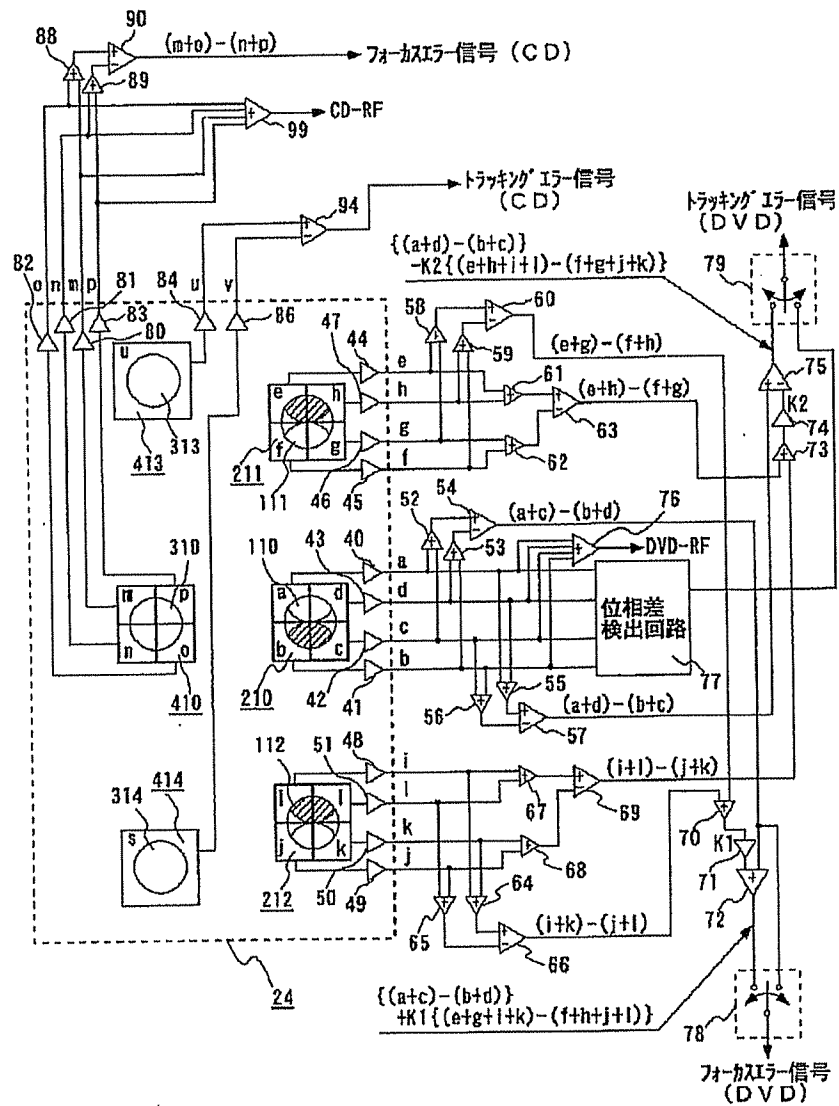 90
88
(m+o)-(n+p)
フォーカスエラー信号(CD)
89
CD-RF
99
トラッキングエラー信号
(CD)
94
トラッキングエラー信号
(DVD)
{(a+d)-(b+c)}
-K2{(e+h+i+l)-(f+g+j+k)}
79
82
o
n
m
p
81
84
u
v
83
80
86
47
44
58
60
59
(e+g)-(f+h)
75
u
e
h
61
(e+h)-(f+g)
K2
74
e
h
f
g
g
f
63
73
313
413
211
111
46
45
62
54
52
(a+c)-(b+d)
76
43
40
53
DVD-RF
310
110
a
m
p
n
o
a
d
b
c
d
c
b
位相差
検出回路
77
410
210
42
41
55
56
(a+d)-(b+c)
57
48
51
i
112
(i+l)-(j+k)
314
414
i
l
j
k
l
67
69
s
k
j
70
K1
68
71
212
50
49
64
72
65
(i+k)-(j+l)
66
24
{(a+c)-(b+d)}
+K1{(e+g+i+k)-(f+h+j+l)}
78
フォーカスエラー信号
(DVD)